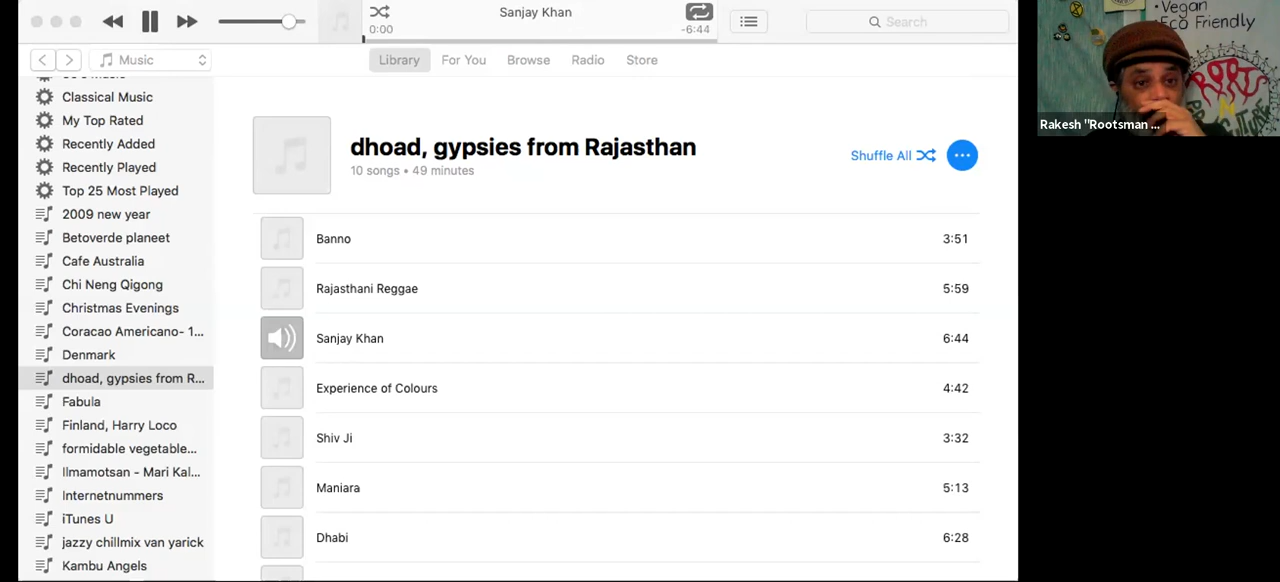 Sanjay Khan
0:00
-6:44
Search
Music
Library
For You
Browse
Radio
Store
Classical Music
My Top Rated
Recently Added
Recently Played
Top 25 Most Played
2009 new year
Betoverde planeet
Cafe Australia
Chi Neng Qigong
Christmas Evenings
Coracao Americano- 1...
Denmark
dhoad, gypsies from R...
Fabula
Finland, Harry Loco
formidable vegetable...
Ilmamotsan - Mari Kal...
Internetnummers
iTunes U
jazzy chillmix van yarick
Kambu Angels
dhoad, gypsies from Rajasthan
10 songs • 49 minutes
Shuffle All
Banno 3:51
Rajasthani Reggae 5:59
Sanjay Khan 6:44
Experience of Colours 4:42
Shiv Ji 3:32
Maniara 5:13
Dhabi 6:28
• Vegan
Eco Friendly
ROOTS
Rakesh "Rootsman ...